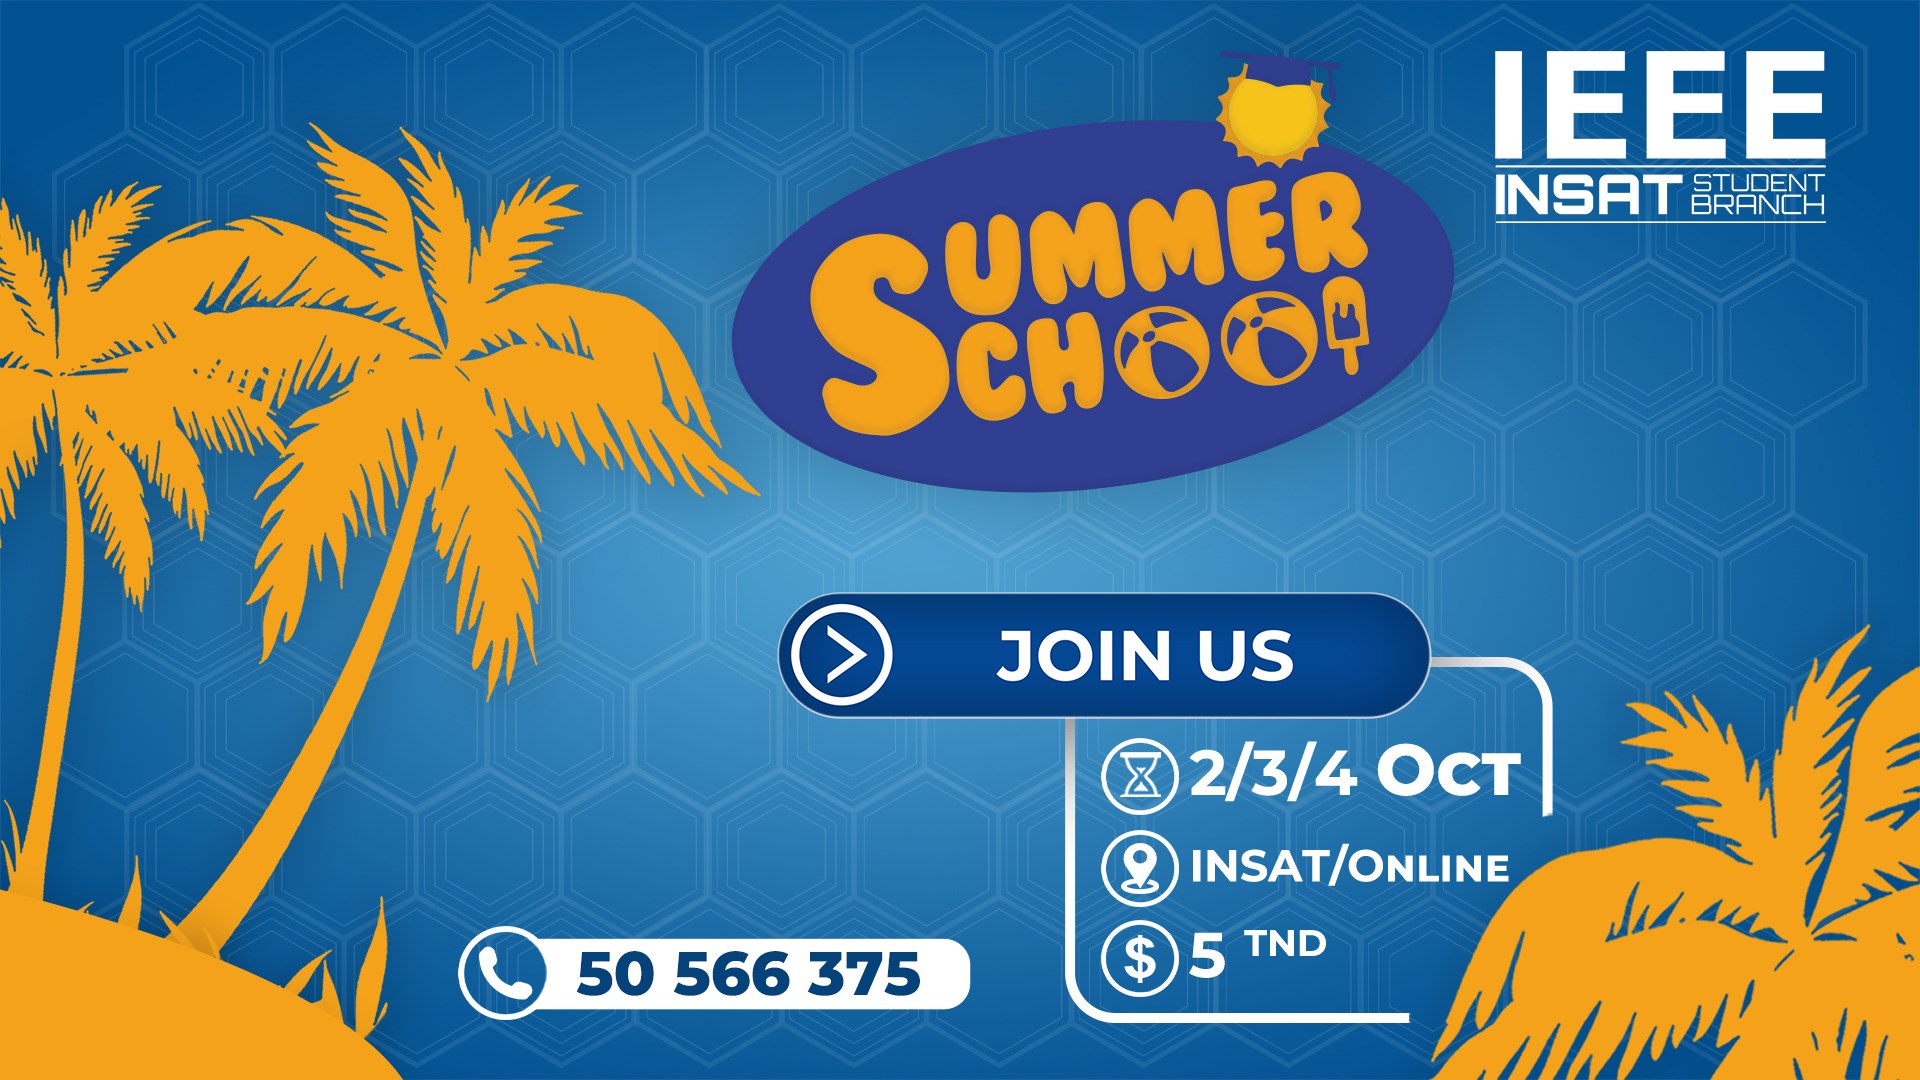 IEEE
INSAT STUDENT BRANCH
SUMMER
SCHOOL
JOIN US
2/3/4 OCT
INSAT/ONLINE
5 TND
50 566 375